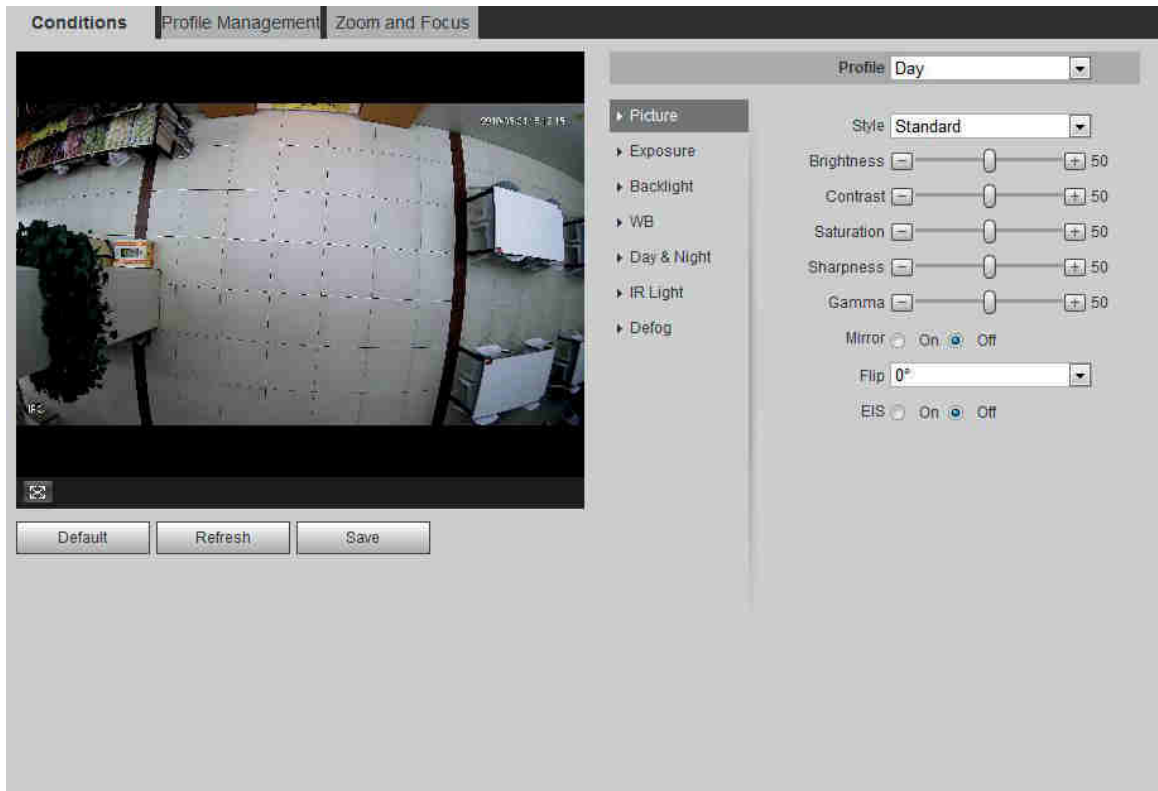 Conditions
Profile Management
Zoom and Focus
Profile Day
Picture
Exposure
Backlight
WB
Day & Night
IR Light
Defog
Style Standard
Brightness - + 50
Contrast - + 50
Saturation - + 50
Sharpness - + 50
Gamma - + 50
Mirror On Off
Flip 0°
EIS On Off
Default
Refresh
Save